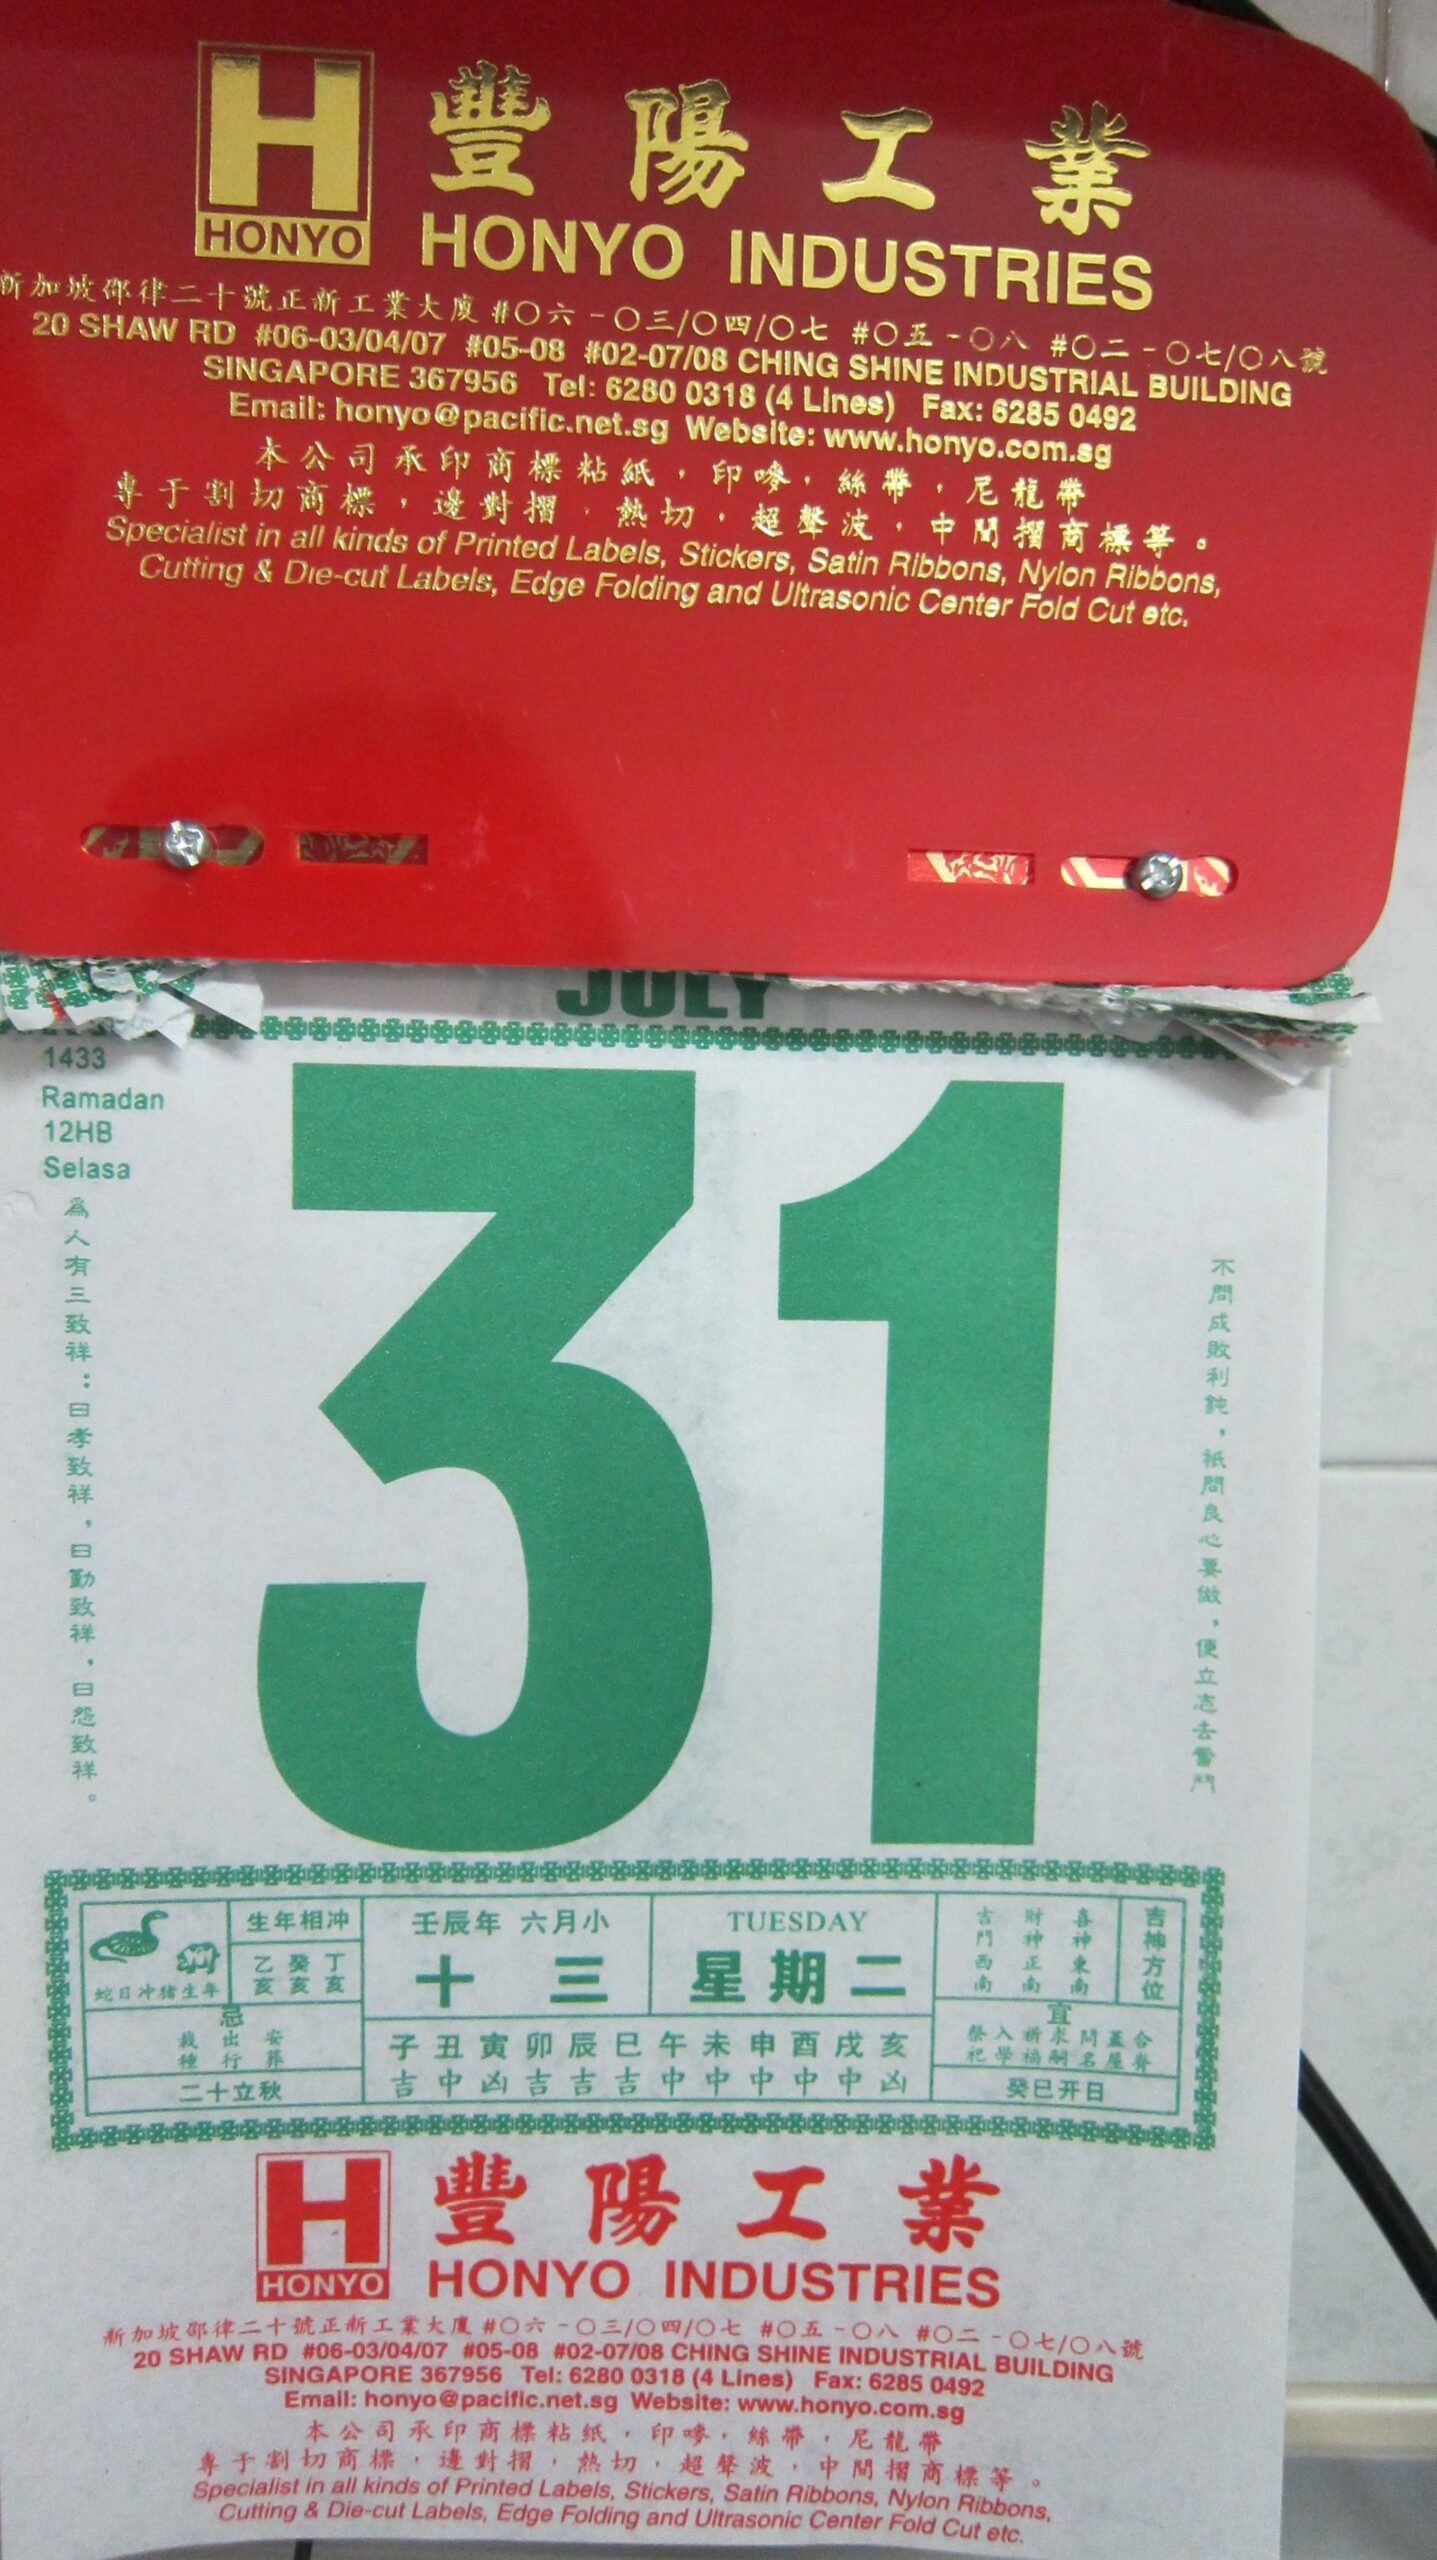 豐陽工業
HONYO
HONYO INDUSTRIES
新加坡邵律二十號正新工業大廈 #〇六-〇三/〇四/〇七 #〇五-〇八 #〇二-〇七/〇八號
20 SHAW RD #06-03/04/07 #05-08 #02-07/08 CHING SHINE INDUSTRIAL BUILDING
SINGAPORE 367956 Tel: 6280 0318 (4 Lines) Fax: 6285 0492
Email: honyo@pacific.net.sg Website: www.honyo.com.sg
本公司承印商標粘紙，印嘜，絲帶，尼龍帶
專于割切商標，邊對摺，熱切，超聲波，中間摺商標等。
Specialist in all kinds of Printed Labels, Stickers, Satin Ribbons, Nylon Ribbons,
Cutting & Die-cut Labels, Edge Folding and Ultrasonic Center Fold Cut etc.
JULY
1433
Ramadan
12HB
Selasa
31
為人有三致祥：曰孝致祥，曰勤致祥，曰恕致祥。
不問成敗利鈍，祇問良心要做，便立志去奮鬥
生年相冲
乙亥 癸亥 丁亥
蛇日冲豬生年
忌
栽種 出行 安葬
二十立秋
壬辰年 六月小
十三
TUESDAY
星期二
子丑寅卯辰巳午未申酉戌亥
吉中凶吉吉吉中中中中中凶
吉神方位
喜神東南
財神正南
吉門西南
宜
祭祀 入學 祈福 求嗣 問名 蓋屋 合脊
癸巳开日
豐陽工業
HONYO
HONYO INDUSTRIES
新加坡邵律二十號正新工業大廈 #〇六-〇三/〇四/〇七 #〇五-〇八 #〇二-〇七/〇八號
20 SHAW RD #06-03/04/07 #05-08 #02-07/08 CHING SHINE INDUSTRIAL BUILDING
SINGAPORE 367956 Tel: 6280 0318 (4 Lines) Fax: 6285 0492
Email: honyo@pacific.net.sg Website: www.honyo.com.sg
本公司承印商標粘紙，印嘜，絲帶，尼龍帶
專于割切商標，邊對摺，熱切，超聲波，中間摺商標等。
Specialist in all kinds of Printed Labels, Stickers, Satin Ribbons, Nylon Ribbons,
Cutting & Die-cut Labels, Edge Folding and Ultrasonic Center Fold Cut etc.